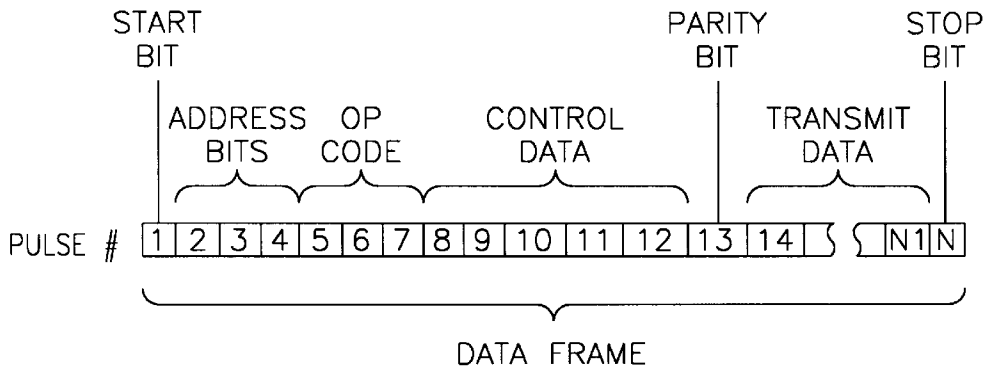 START
BIT
PARITY
BIT
STOP
BIT
ADDRESS
BITS
OP
CODE
CONTROL
DATA
TRANSMIT
DATA
PULSE # 1 2 3 4 5 6 7 8 9 10 11 12 13 14 N1 N
DATA FRAME